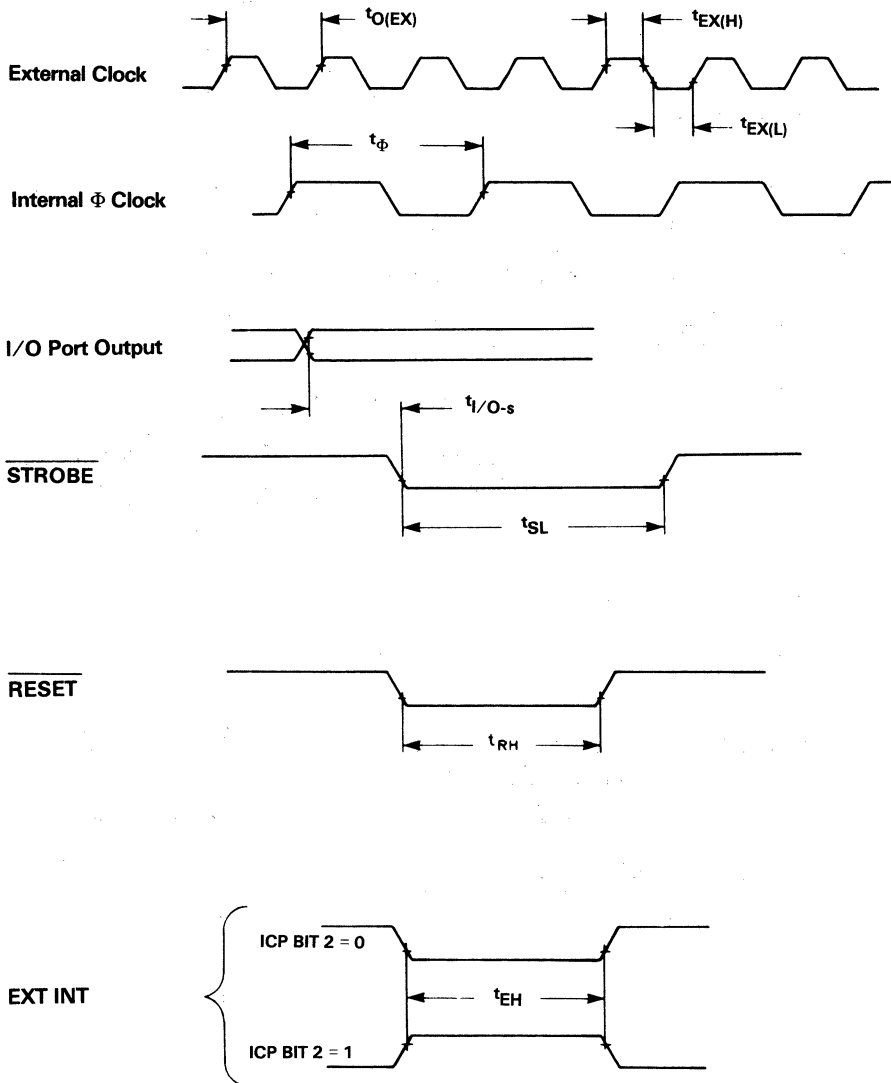 tO(EX)
tEX(H)
External Clock
tEX(L)
tΦ
Internal Φ Clock
I/O Port Output
tI/O-s
STROBE
tSL
RESET
tRH
ICP BIT 2 = 0
EXT INT
tEH
ICP BIT 2 = 1